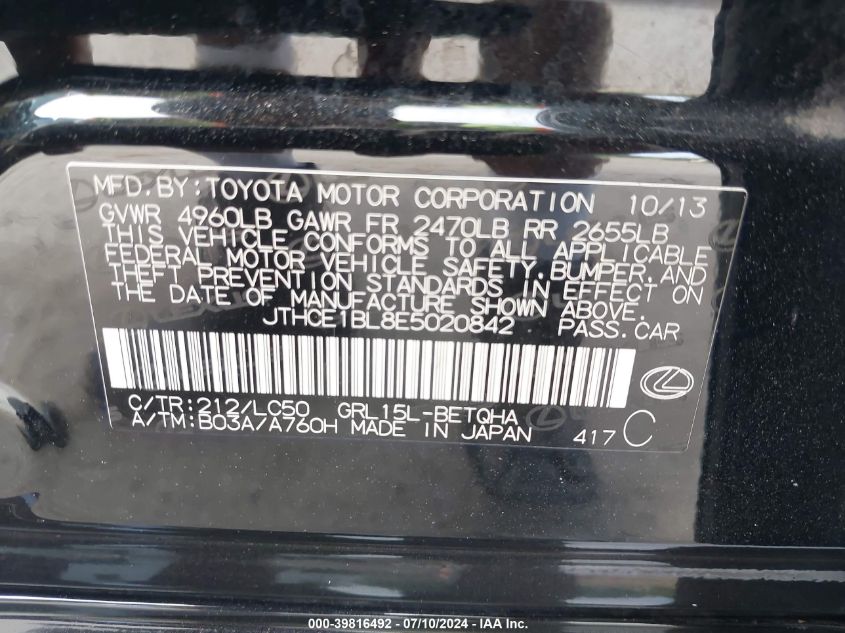 MFD.BY:TOYOTA MOTOR CORPORATION 10/13
GVWR 4960LB GAWR FR 2470LB RR 2655LB
THIS VEHICLE CONFORMS TO ALL APPLICABLE
FEDERAL MOTOR VEHICLE SAFETY,BUMPER,AND
THEFT PREVENTION STANDARDS IN EFFECT ON
THE DATE OF MANUFACTURE SHOWN ABOVE.
JTHCE1BL8E5020842 PASS.CAR
C/TR:212/LC50 GRL15L-BETQHA
A/TM:B03A/A760H MADE IN JAPAN 417 C
000-39816492 - 07/10/2024 - IAA Inc.